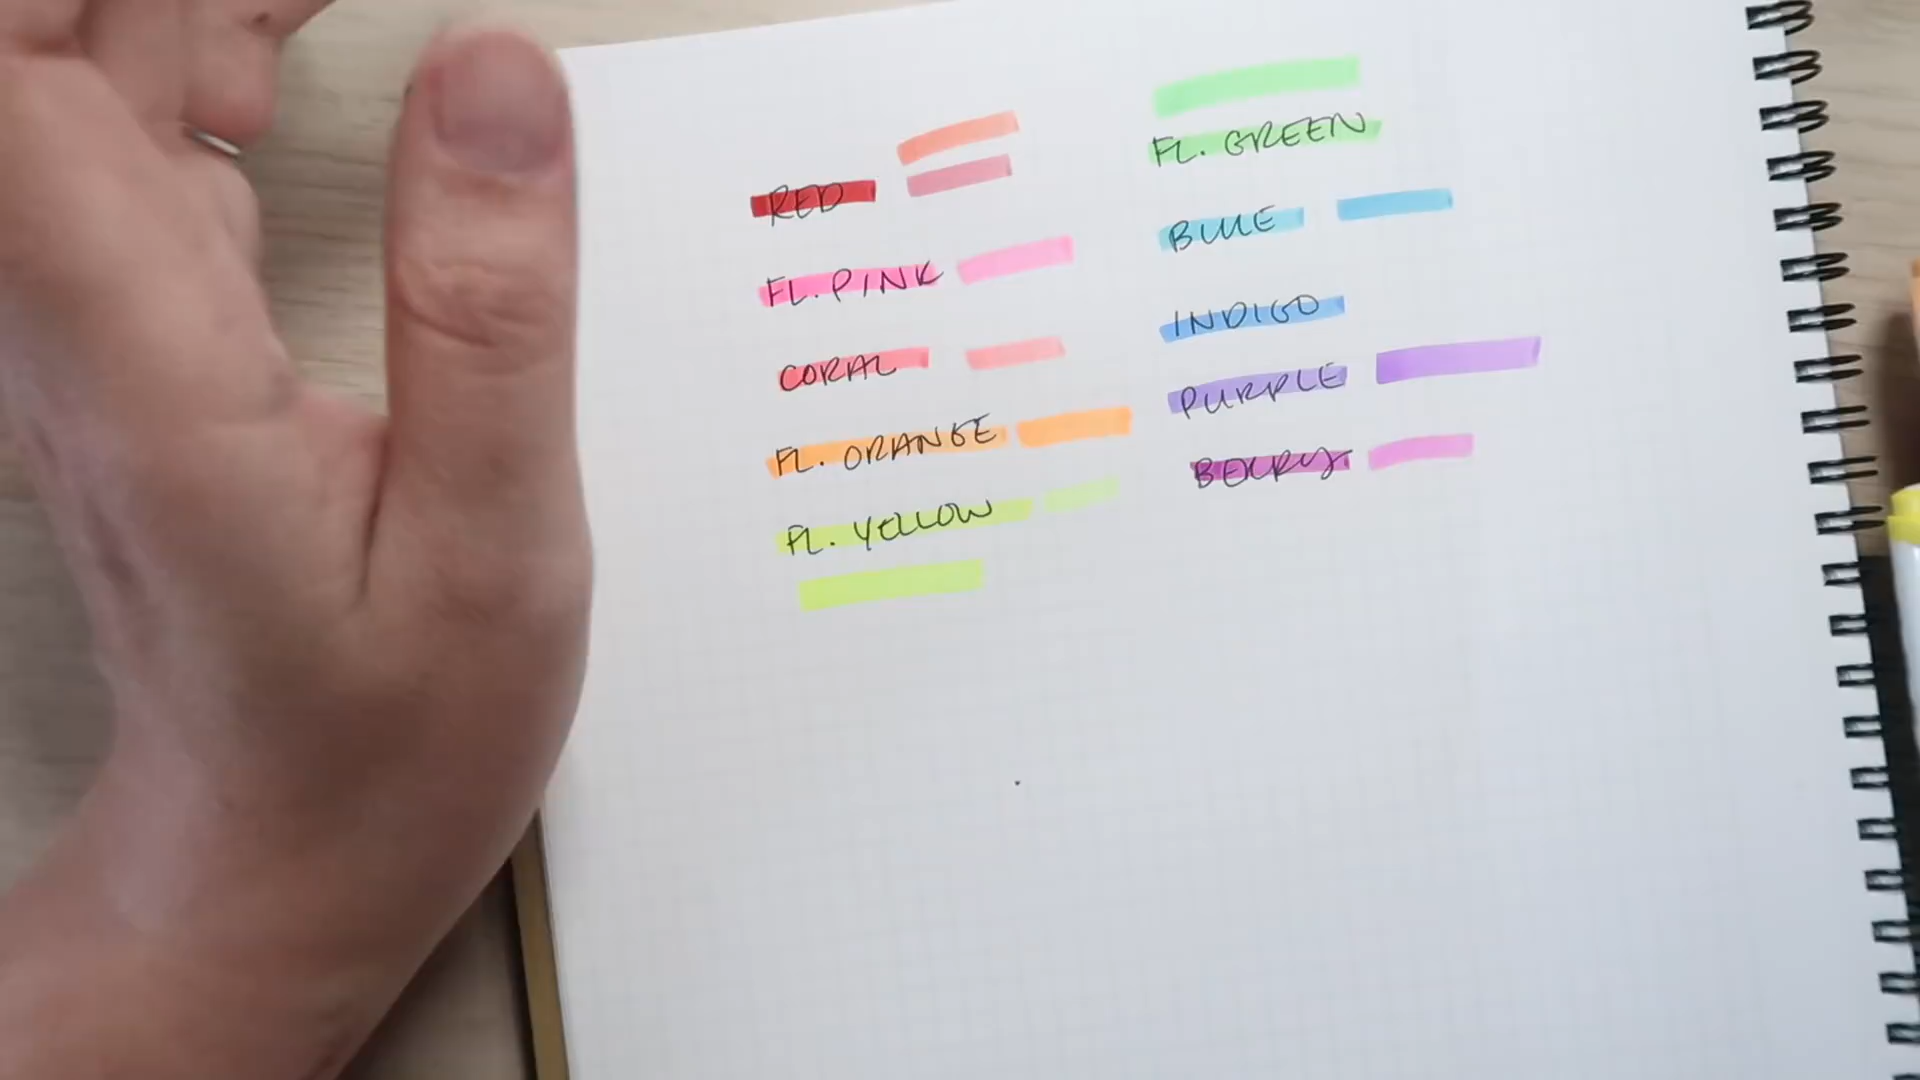 RED
FL. PINK
CORAL
FL. ORANGE
FL. YELLOW
FL. GREEN
BLUE
INDIGO
PURPLE
BERRY